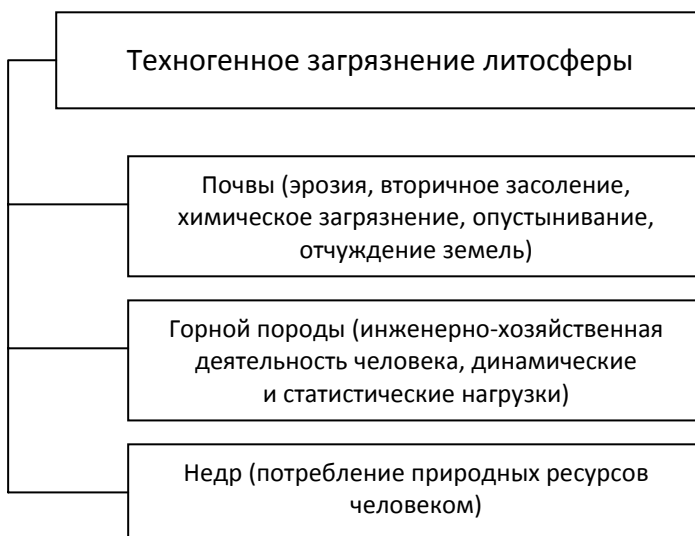 Техногенное загрязнение литосферы
Почвы (эрозия, вторичное засоление,
химическое загрязнение, опустынивание,
отчуждение земель)
Горной породы (инженерно-хозяйственная
деятельность человека, динамические
и статистические нагрузки)
Недр (потребление природных ресурсов
человеком)